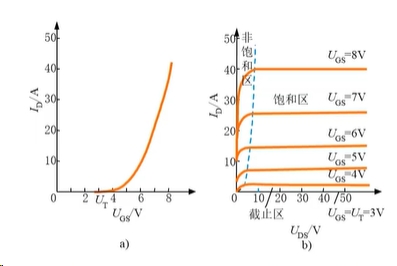 50
40
30
20
10
0
2
4
6
8
I_D/A
U_T
U_GS/V
a)
50
40
30
20
10
0
10
20
30
40
50
I_D/A
非饱和区
饱和区
U_GS=8V
U_GS=7V
U_GS=6V
U_GS=5V
U_GS=4V
U_GS=U_T=3V
截止区
U_DS/V
b)